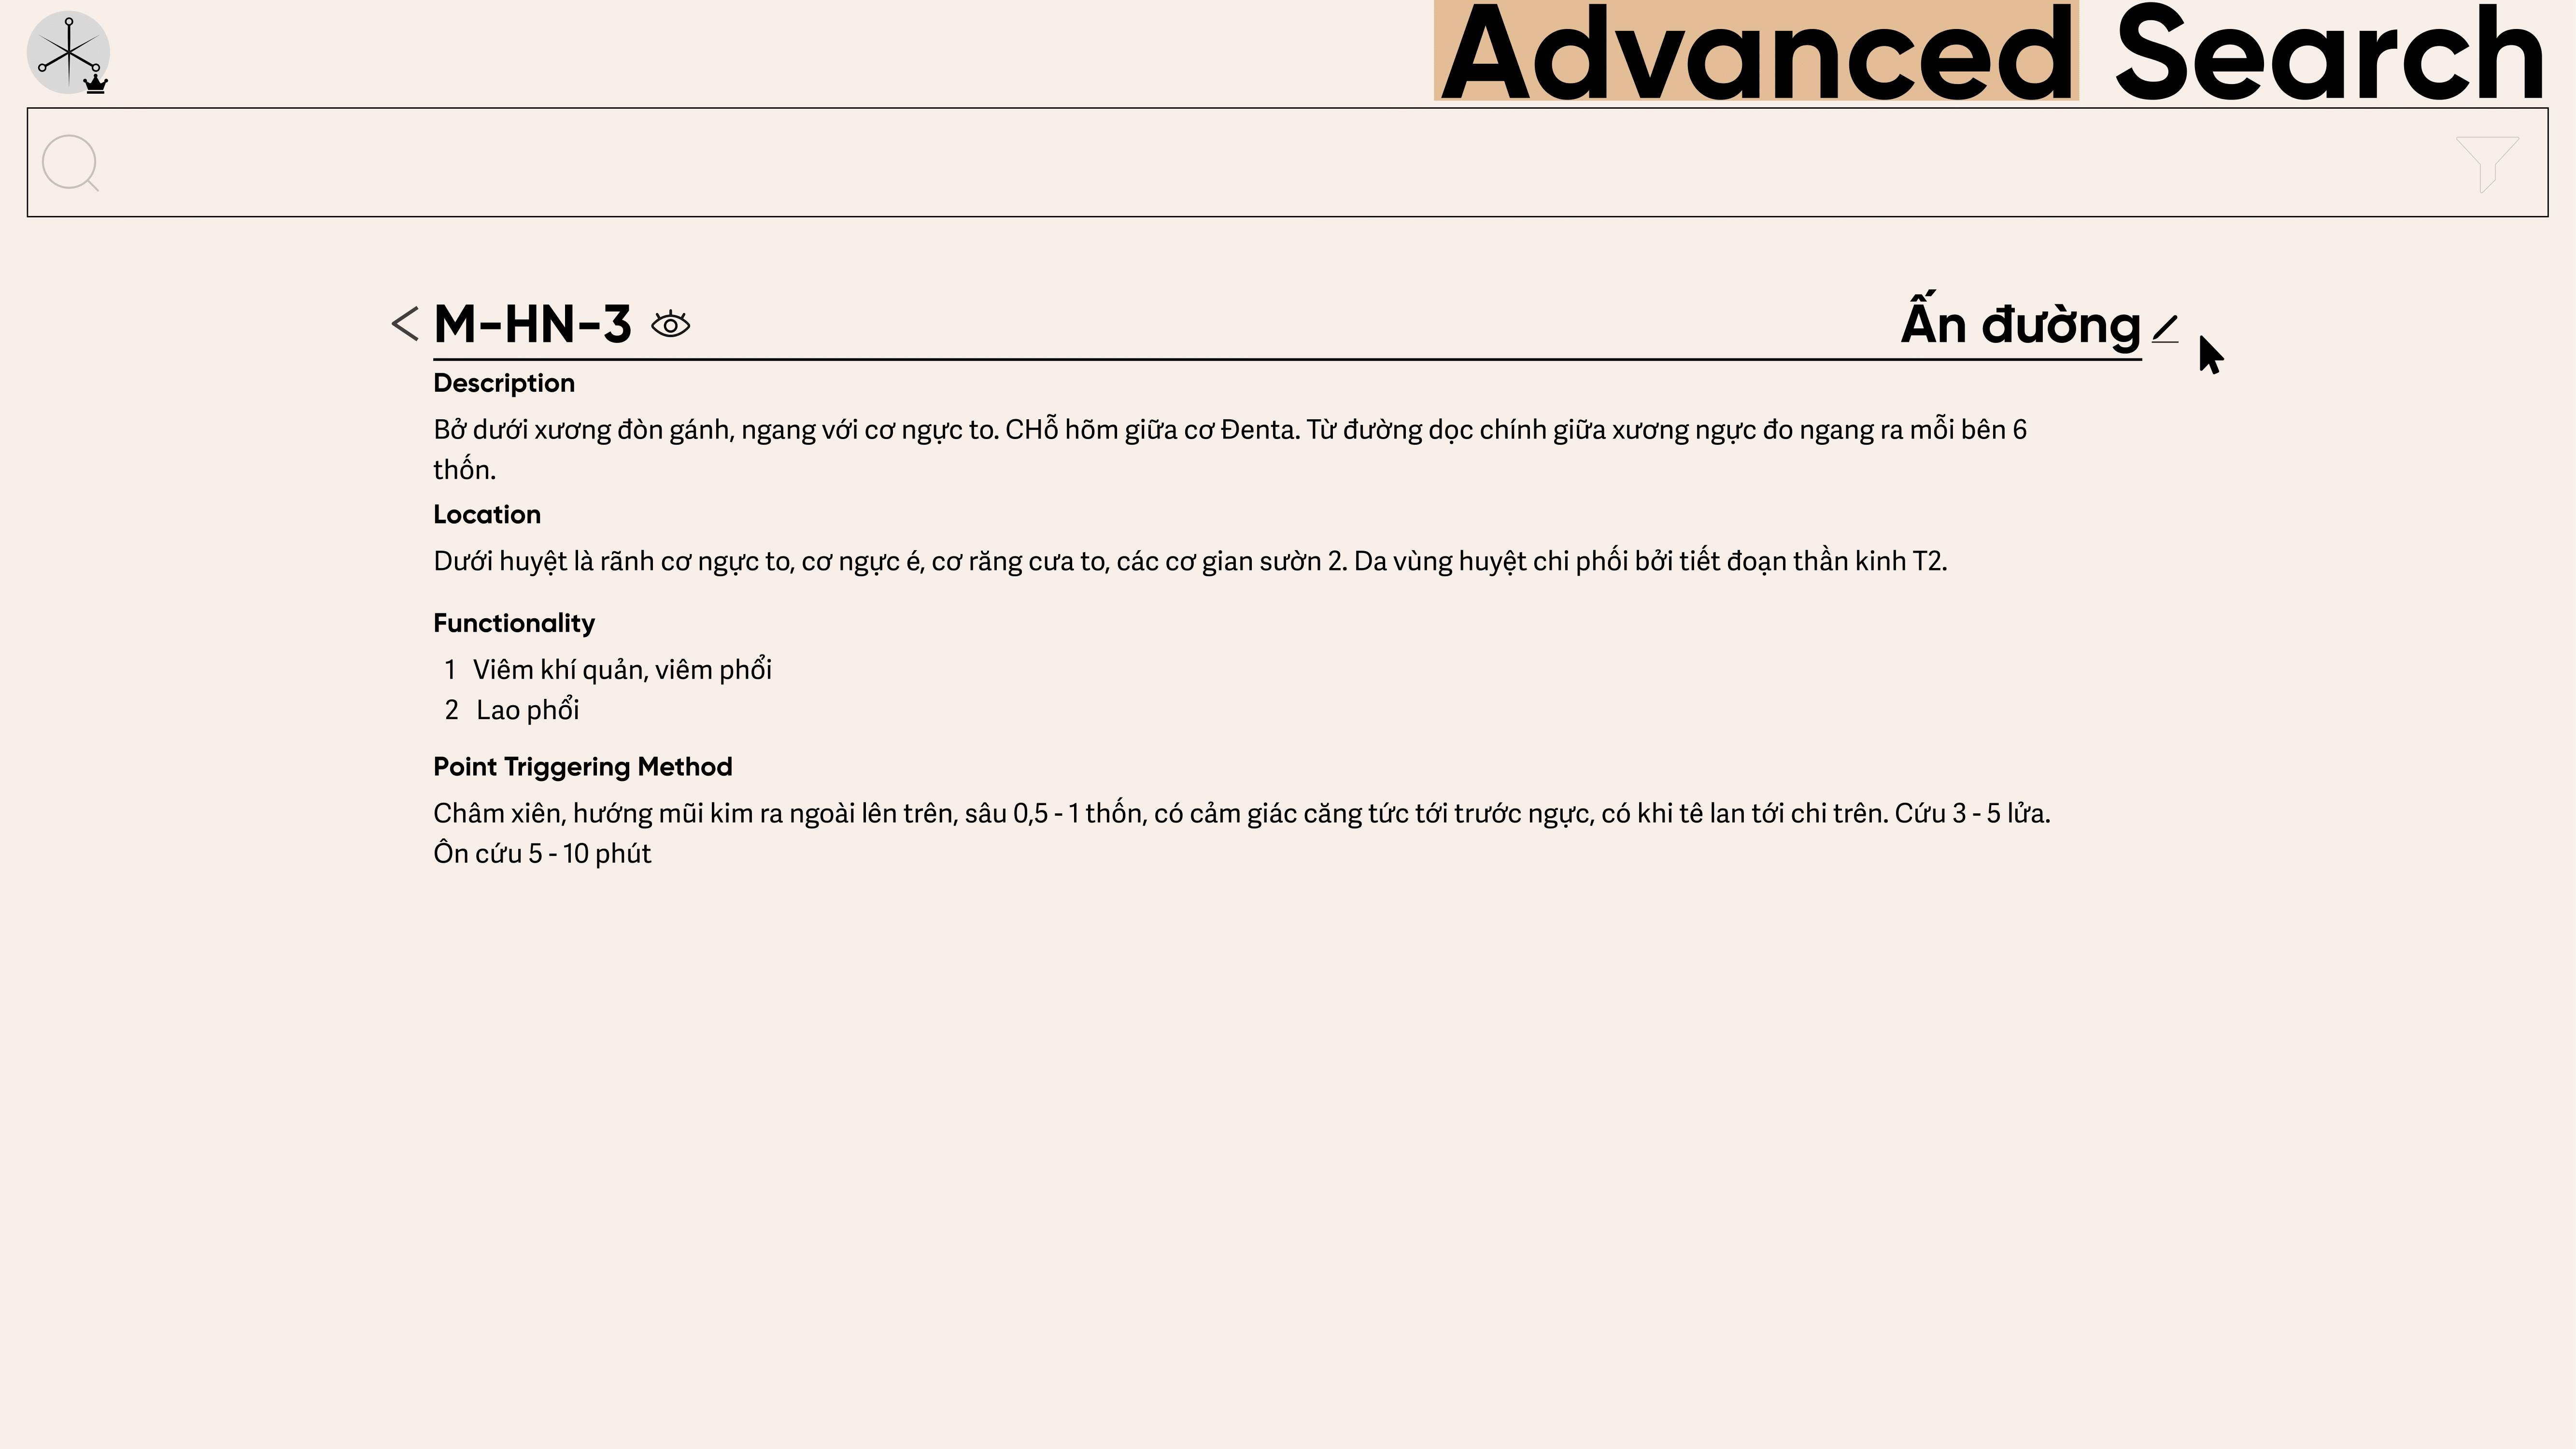 Advanced Search
M-HN-3
Ấn đường
Description
Bở dưới xương đòn gánh, ngang với cơ ngực to. CHỗ hõm giữa cơ Đenta. Từ đường dọc chính giữa xương ngực đo ngang ra mỗi bên 6
thốn.
Location
Dưới huyệt là rãnh cơ ngực to, cơ ngực é, cơ răng cưa to, các cơ gian sườn 2. Da vùng huyệt chi phối bởi tiết đoạn thần kinh T2.
Functionality
1 Viêm khí quản, viêm phổi
2 Lao phổi
Point Triggering Method
Châm xiên, hướng mũi kim ra ngoài lên trên, sâu 0,5 - 1 thốn, có cảm giác căng tức tới trước ngực, có khi tê lan tới chi trên. Cứu 3 - 5 lửa.
Ôn cứu 5 - 10 phút